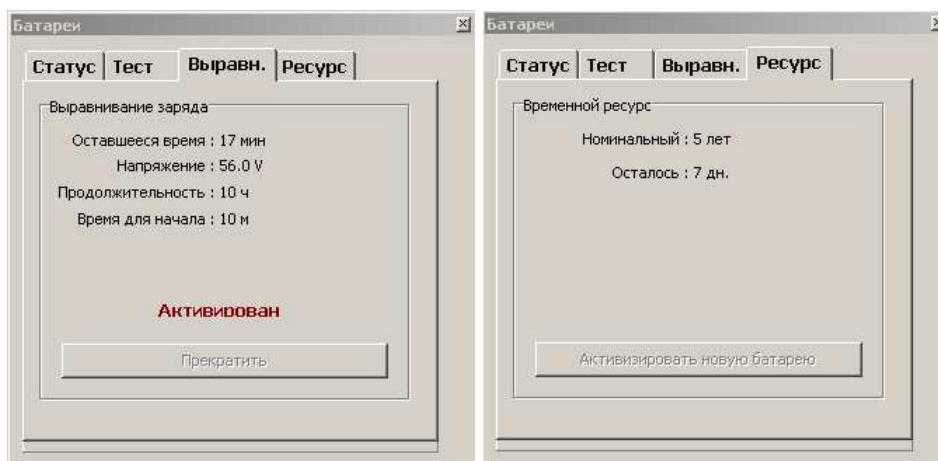 Батареи
Статус Тест Выравн. Ресурс
Выравнивание заряда
Оставшееся время : 17 мин
Напряжение : 56.0 V
Продолжительность : 10 ч
Время для начала : 10 м
Активирован
Прекратить
Батареи
Статус Тест Выравн. Ресурс
Временной ресурс
Номинальный : 5 лет
Осталось : 7 дн.
Активизировать новую батарею